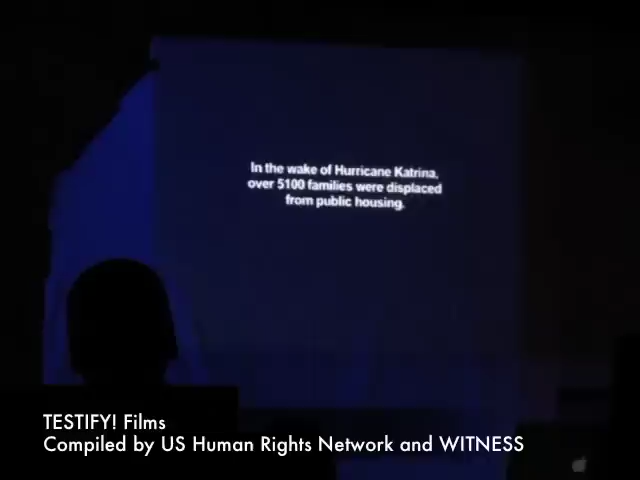 In the wake of Hurricane Katrina,
over 5100 families were displaced
from public housing.
TESTIFY! Films
Compiled by US Human Rights Network and WITNESS